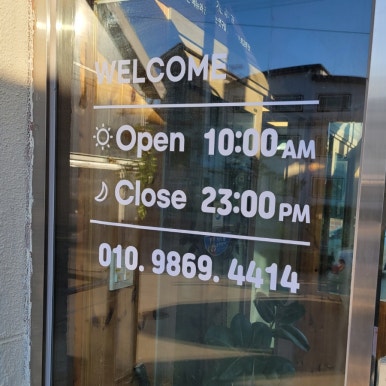 WELCOME
Open 10:00 AM
Close 23:00 PM
010. 9869. 4414